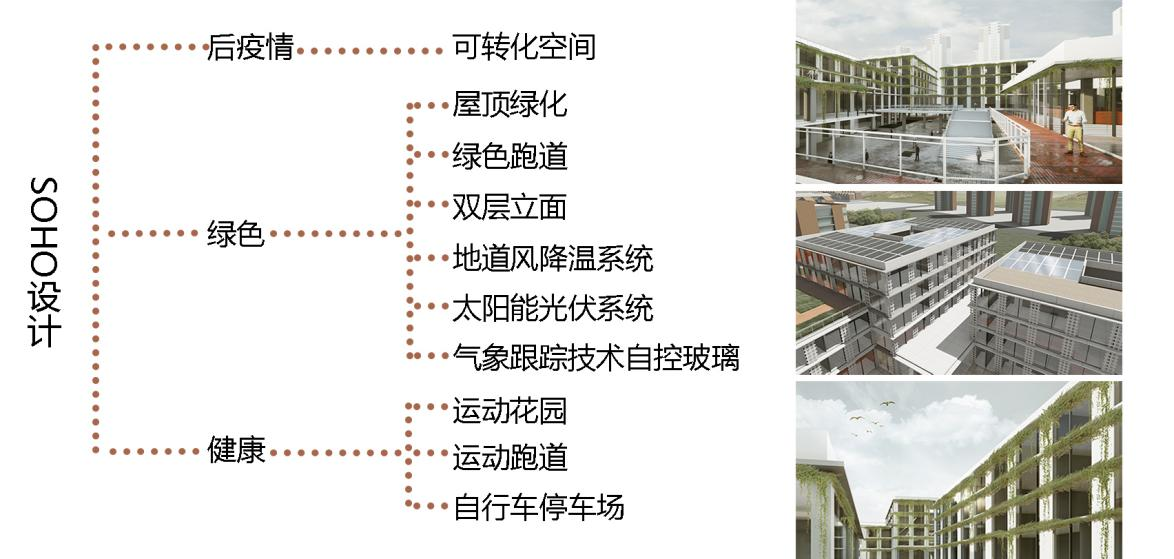 SOHO设计
后疫情
可转化空间
绿色
屋顶绿化
绿色跑道
双层立面
地道风降温系统
太阳能光伏系统
气象跟踪技术自控玻璃
健康
运动花园
运动跑道
自行车停车场